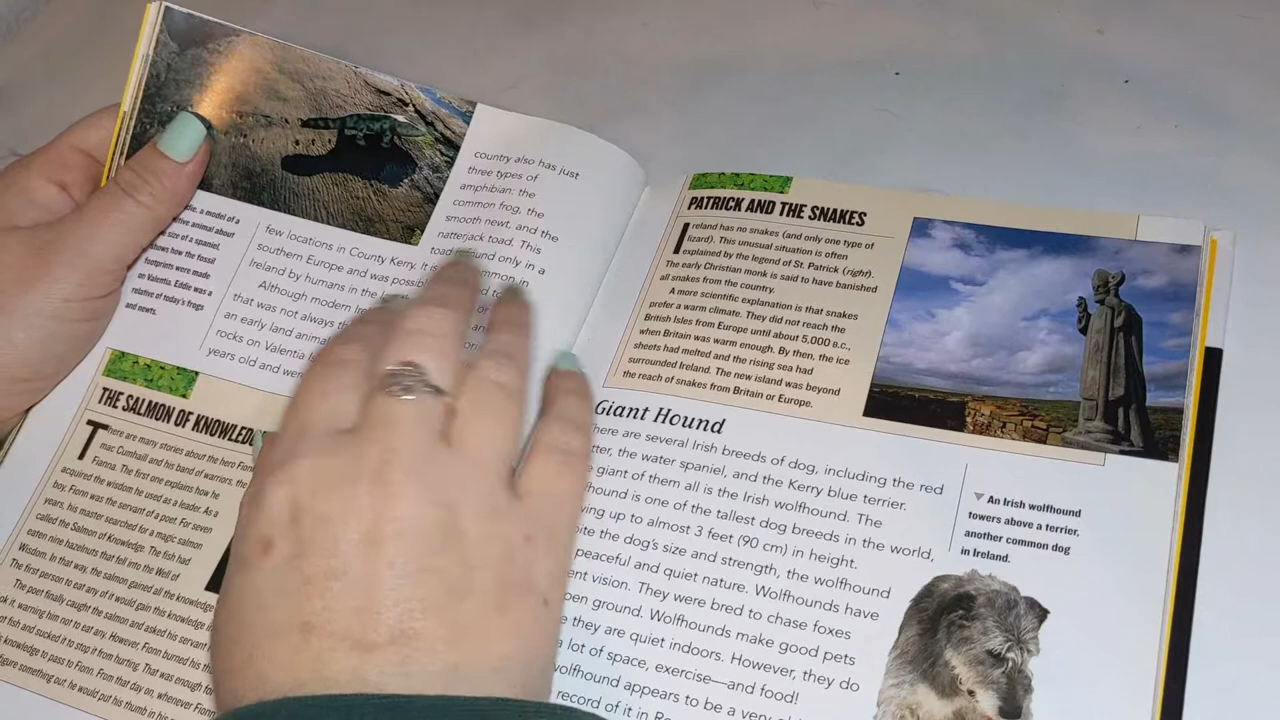 die, a model of a
tive animal about
size of a spaniel,
shows how the fossil
footprints were made
on Valentia. Eddie was a
relative of today's frogs
and newts.
few locations in County Kerry. It is
southern Europe and was possib
Ireland by humans in the
Although modern Ire
that was not always th
an early land animal
rocks on Valentia
years old and were
country also has just
three types of
amphibian: the
common frog, the
smooth newt, and the
natterjack toad. This
toad ound only in a
mmon in
THE SALMON OF KNOWLEDG
There are many stories about the hero Fionn
mac Cumhaill and his band of warriors, the
Fianna. The first one explains how he
acquired the wisdom he used as a leader. As a
boy, Fionn was the servant of a poet. For seven
years, his master searched for a magic salmon
called the Salmon of Knowledge. The fish had
eaten nine hazelnuts that fell into the Well of
Wisdom. In that way, the salmon gained all the knowledge
The first person to eat any of it would gain this knowledge
The poet finally caught the salmon and asked his servant
k it, warning him not to eat any. However, Fionn burned his th
fish and sucked it to stop it from hurting. That was enough for
knowledge to pass to Fionn. From that day on, whenever Fionn
figure something out, he would put his thumb in his
PATRICK AND THE SNAKES
Ireland has no snakes (and only one type of
lizard). This unusual situation is often
explained by the legend of St. Patrick (right).
The early Christian monk is said to have banished
all snakes from the country.
A more scientific explanation is that snakes
prefer a warm climate. They did not reach the
British Isles from Europe until about 5,000 B.C.,
when Britain was warm enough. By then, the ice
sheets had melted and the rising sea had
surrounded Ireland. The new island was beyond
the reach of snakes from Britain or Europe.
Giant Hound
here are several Irish breeds of dog, including the red
tter, the water spaniel, and the Kerry blue terrier.
giant of them all is the Irish wolfhound. The
hound is one of the tallest dog breeds in the world,
ving up to almost 3 feet (90 cm) in height.
ite the dog's size and strength, the wolfhound
peaceful and quiet nature. Wolfhounds have
ent vision. They were bred to chase foxes
pen ground. Wolfhounds make good pets
e they are quiet indoors. However, they do
a lot of space, exercise—and food!
wolfhound appears to be a very
record of it in
An Irish wolfhound
towers above a terrier,
another common dog
in Ireland.